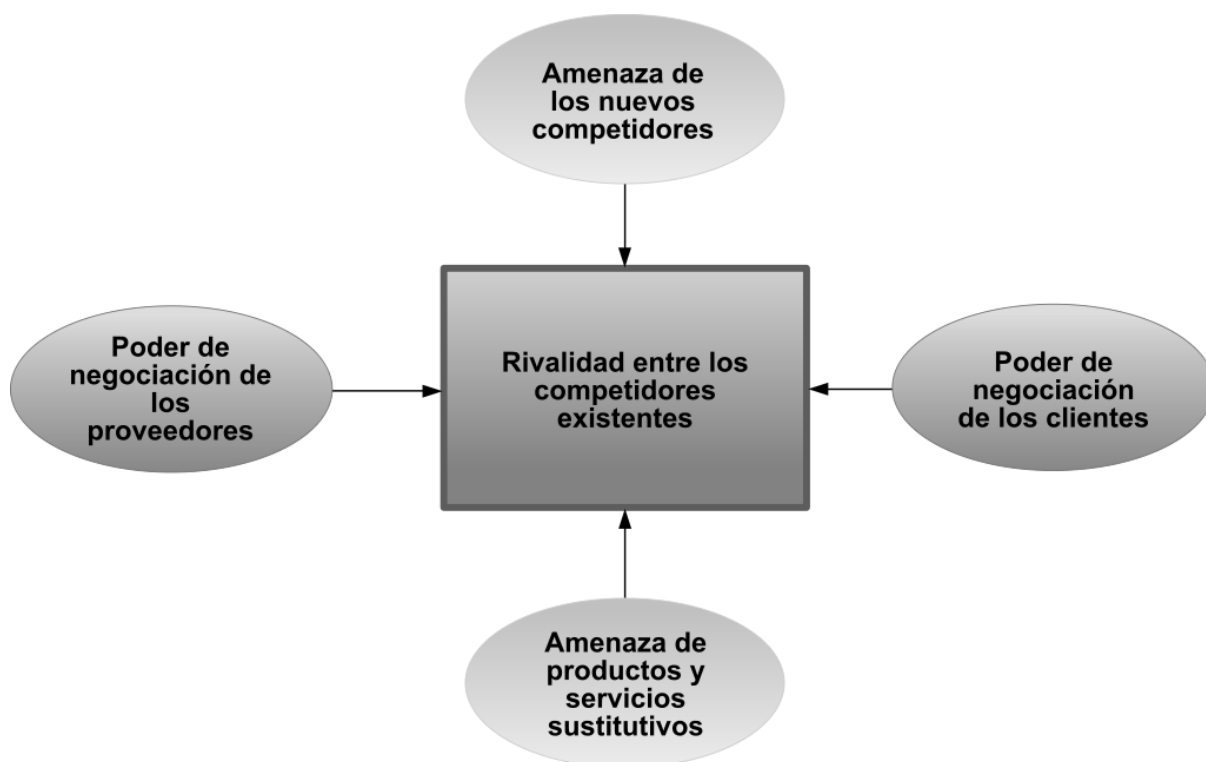 Amenaza de
los nuevos
competidores
Poder de
negociación de
los
proveedores
Rivalidad entre los
competidores
existentes
Poder de
negociación
de los clientes
Amenaza de
productos y
servicios
sustitutivos